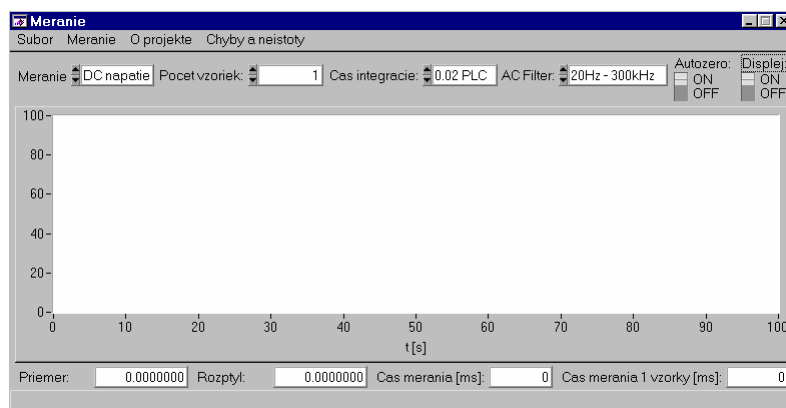 Meranie
Subor Meranie O projekte Chyby a neistoty
Meranie DC napatie Pocet vzoriek: 1 Cas integracie: 0.02 PLC AC Filter: 20Hz - 300kHz Autozero: ON OFF Displej: ON OFF
100
80
60
40
20
0
0 10 20 30 40 50 60 70 80 90 100
t [s]
Priemer: 0.0000000 Rozptyl: 0.0000000 Cas merania [ms]: 0 Cas merania 1 vzorky [ms]: 0